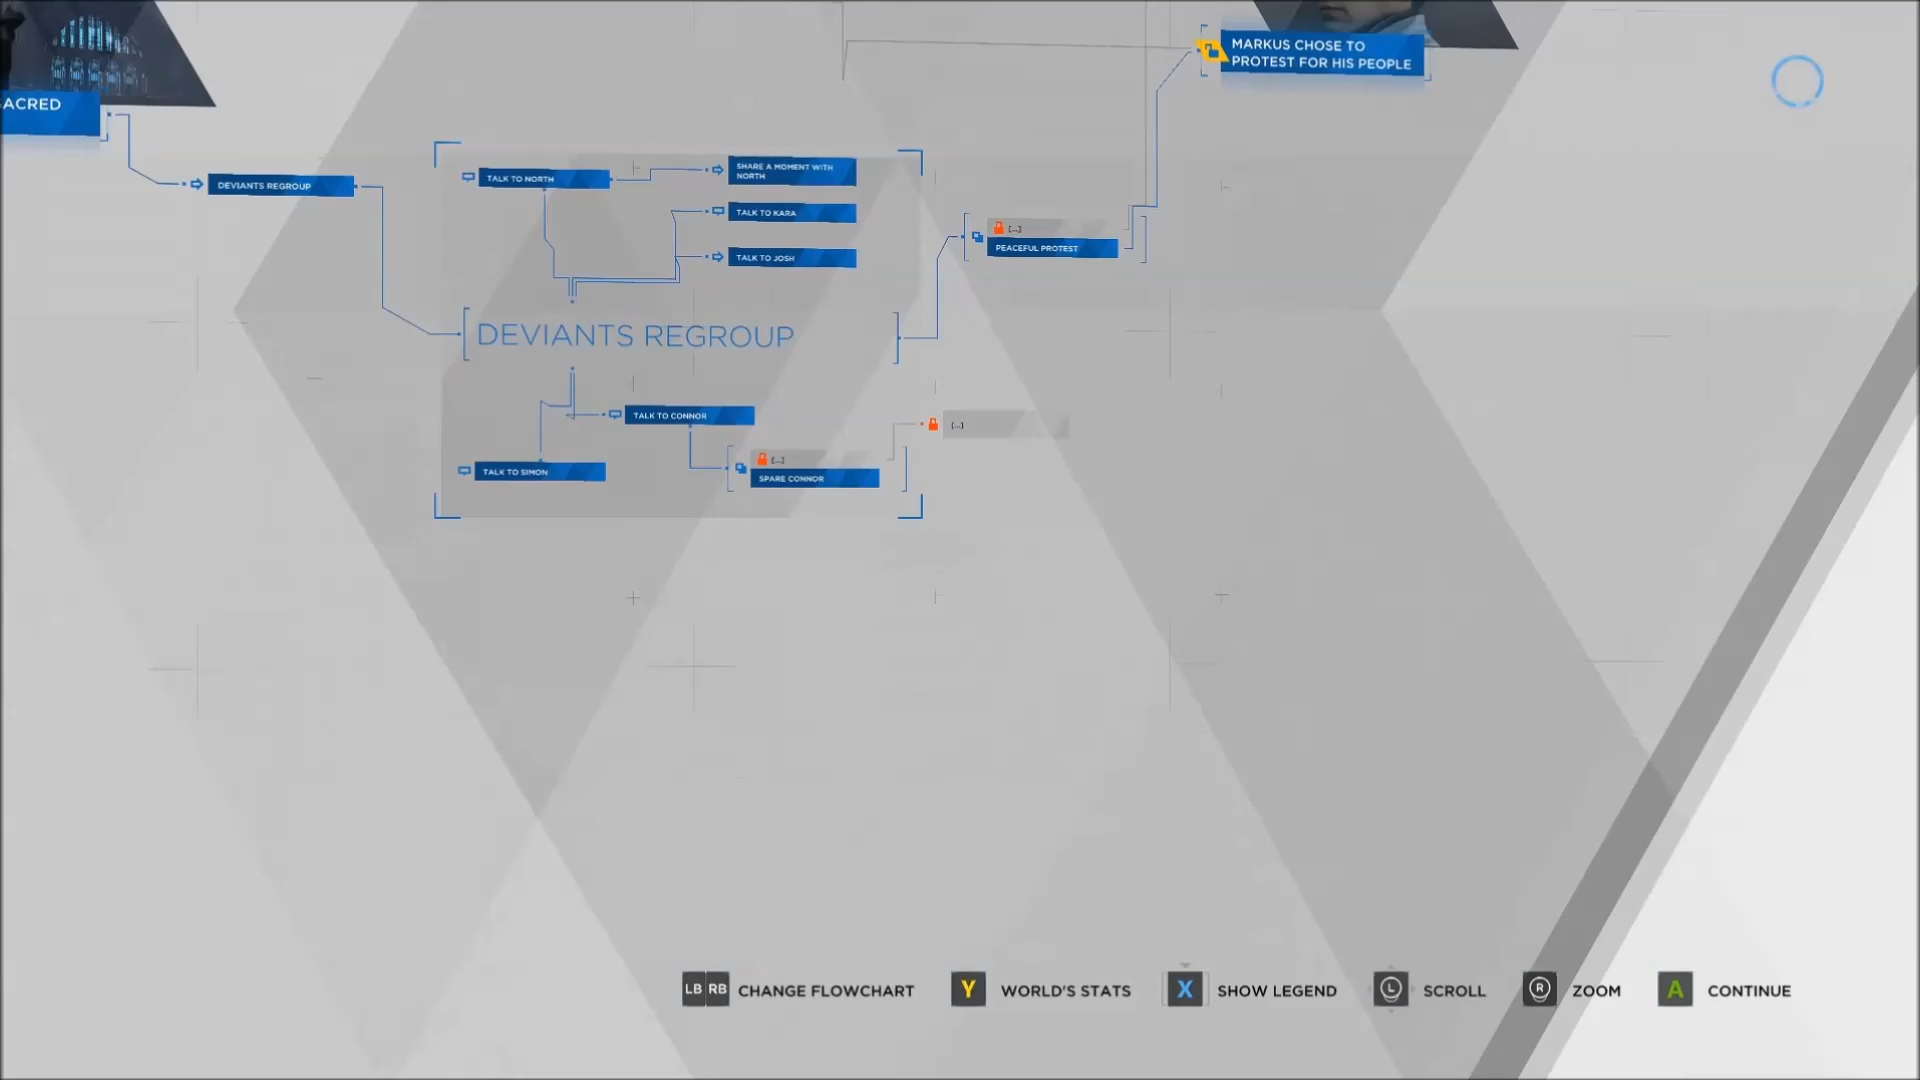 ACRED
MARKUS CHOSE TO
PROTEST FOR HIS PEOPLE
DEVIANTS REGROUP
TALK TO NORTH
SHARE A MOMENT WITH
NORTH
TALK TO KARA
TALK TO JOSH
[...]
PEACEFUL PROTEST
DEVIANTS REGROUP
TALK TO CONNOR
[...]
TALK TO SIMON
[...]
SPARE CONNOR
LB RB CHANGE FLOWCHART
Y WORLD'S STATS
X SHOW LEGEND
L SCROLL
R ZOOM
A CONTINUE